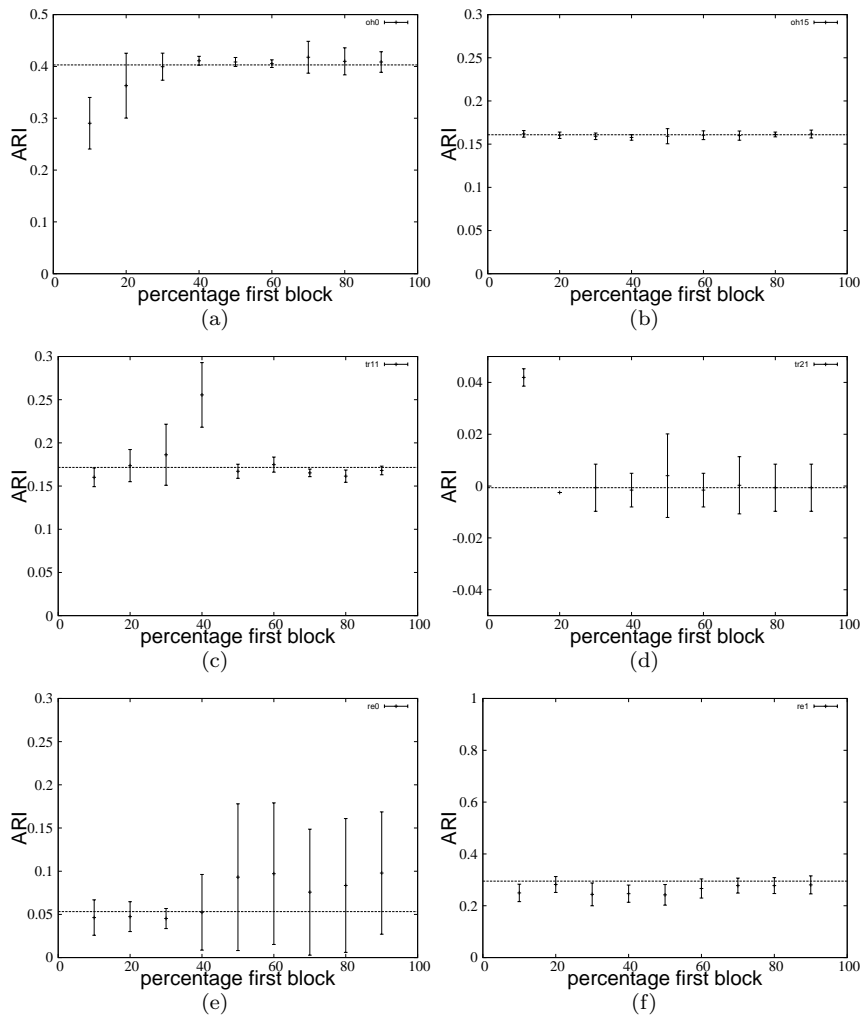 0.5
0.4
0.3
0.2
0.1
0
ARI
oh0
0 20 40 60 80 100
percentage first block
(a)
0.3
0.25
0.2
0.15
0.1
0.05
0
ARI
oh15
0 20 40 60 80 100
percentage first block
(b)
0.3
0.25
0.2
0.15
0.1
0.05
0
ARI
tr11
0 20 40 60 80 100
percentage first block
(c)
0.04
0.02
0
-0.02
-0.04
ARI
tr21
0 20 40 60 80 100
percentage first block
(d)
0.3
0.25
0.2
0.15
0.1
0.05
0
ARI
re0
0 20 40 60 80 100
percentage first block
(e)
1
0.8
0.6
0.4
0.2
0
ARI
re1
0 20 40 60 80 100
percentage first block
(f)